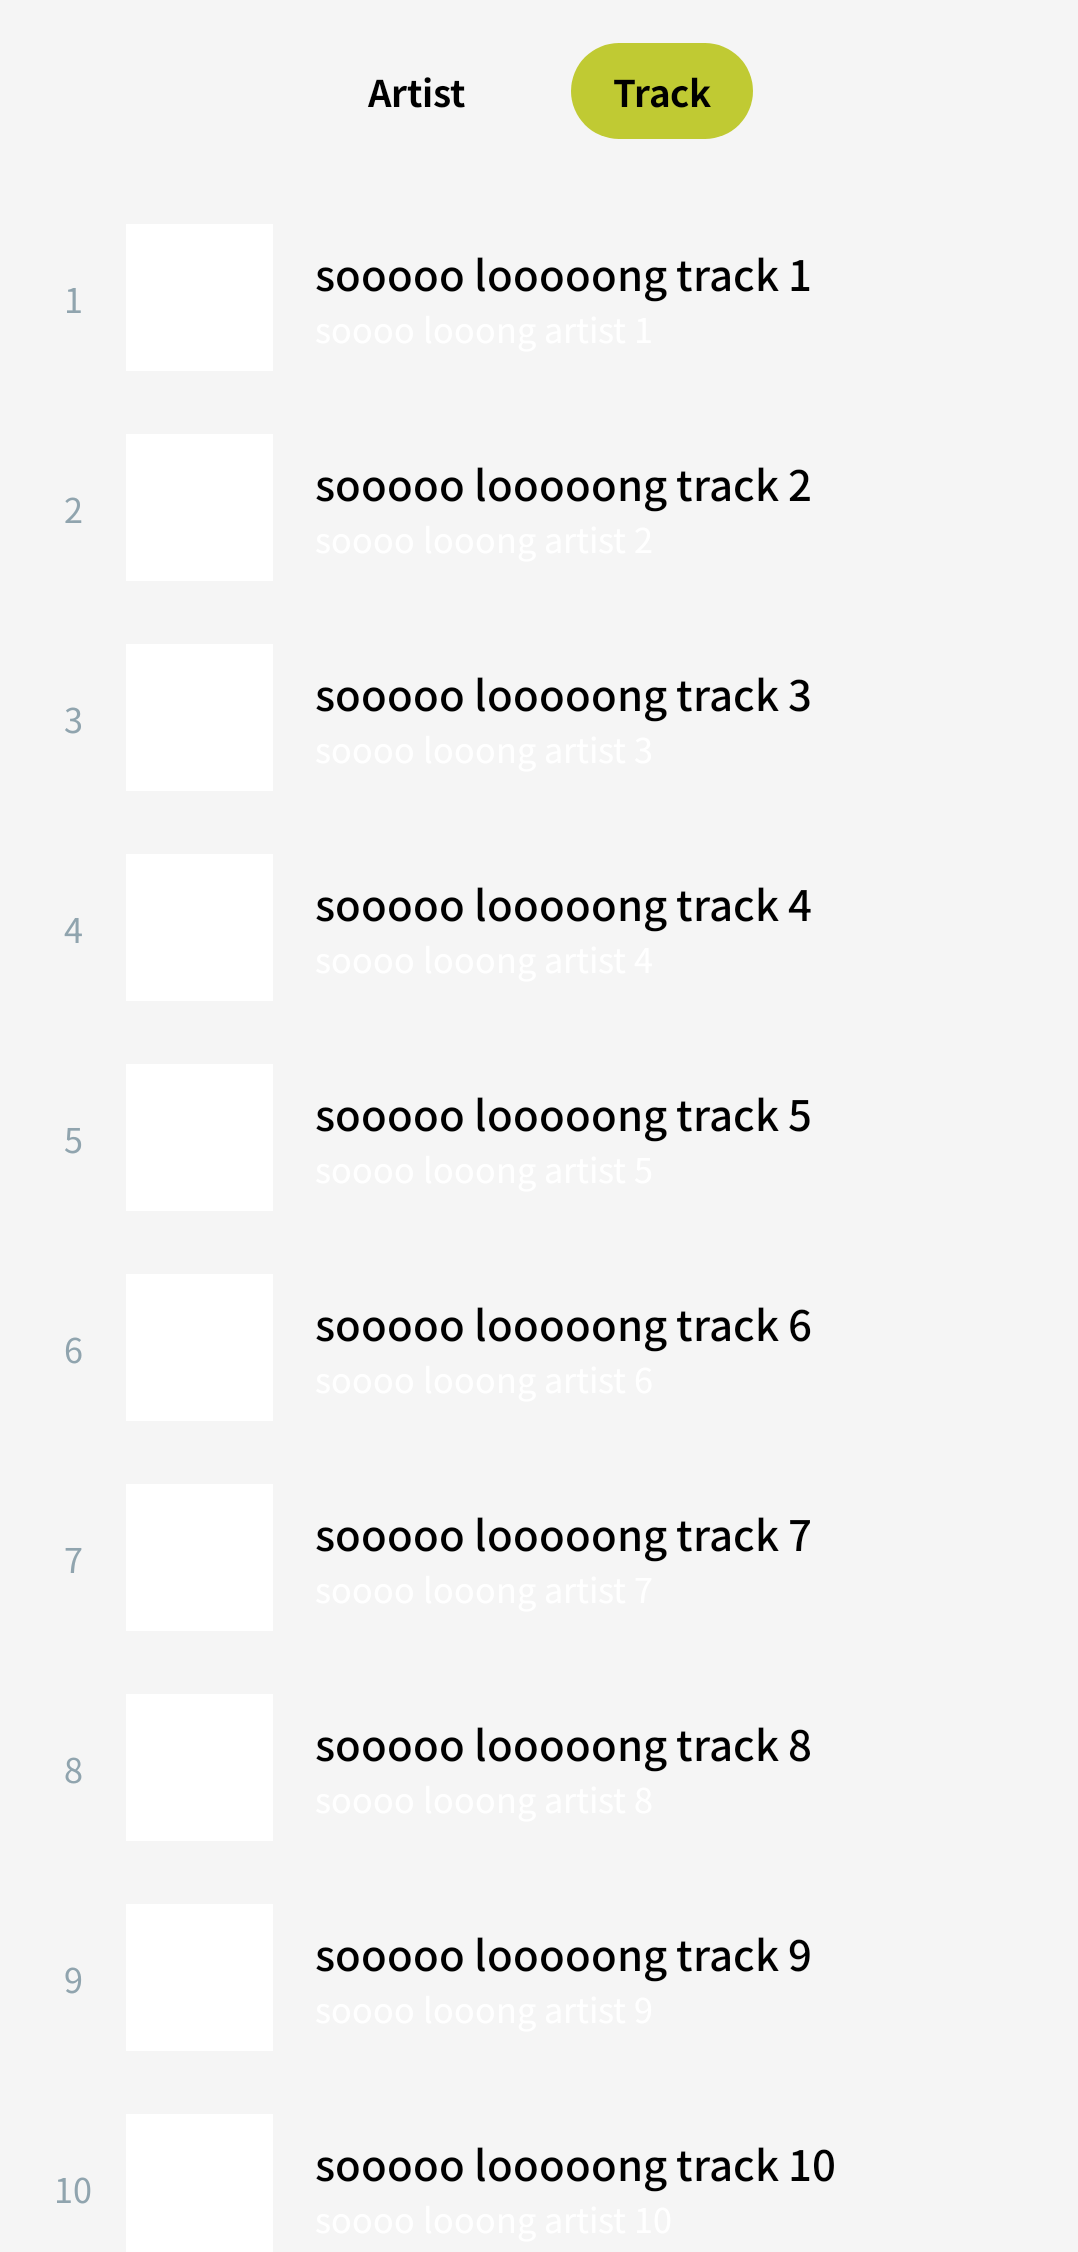 Artist Track
1
sooooo looooong track 1
soooo looong artist 1
2
sooooo looooong track 2
soooo looong artist 2
3
sooooo looooong track 3
soooo looong artist 3
4
sooooo looooong track 4
soooo looong artist 4
5
sooooo looooong track 5
soooo looong artist 5
6
sooooo looooong track 6
soooo looong artist 6
7
sooooo looooong track 7
soooo looong artist 7
8
sooooo looooong track 8
soooo looong artist 8
9
sooooo looooong track 9
soooo looong artist 9
10
sooooo looooong track 10
soooo looong artist 10